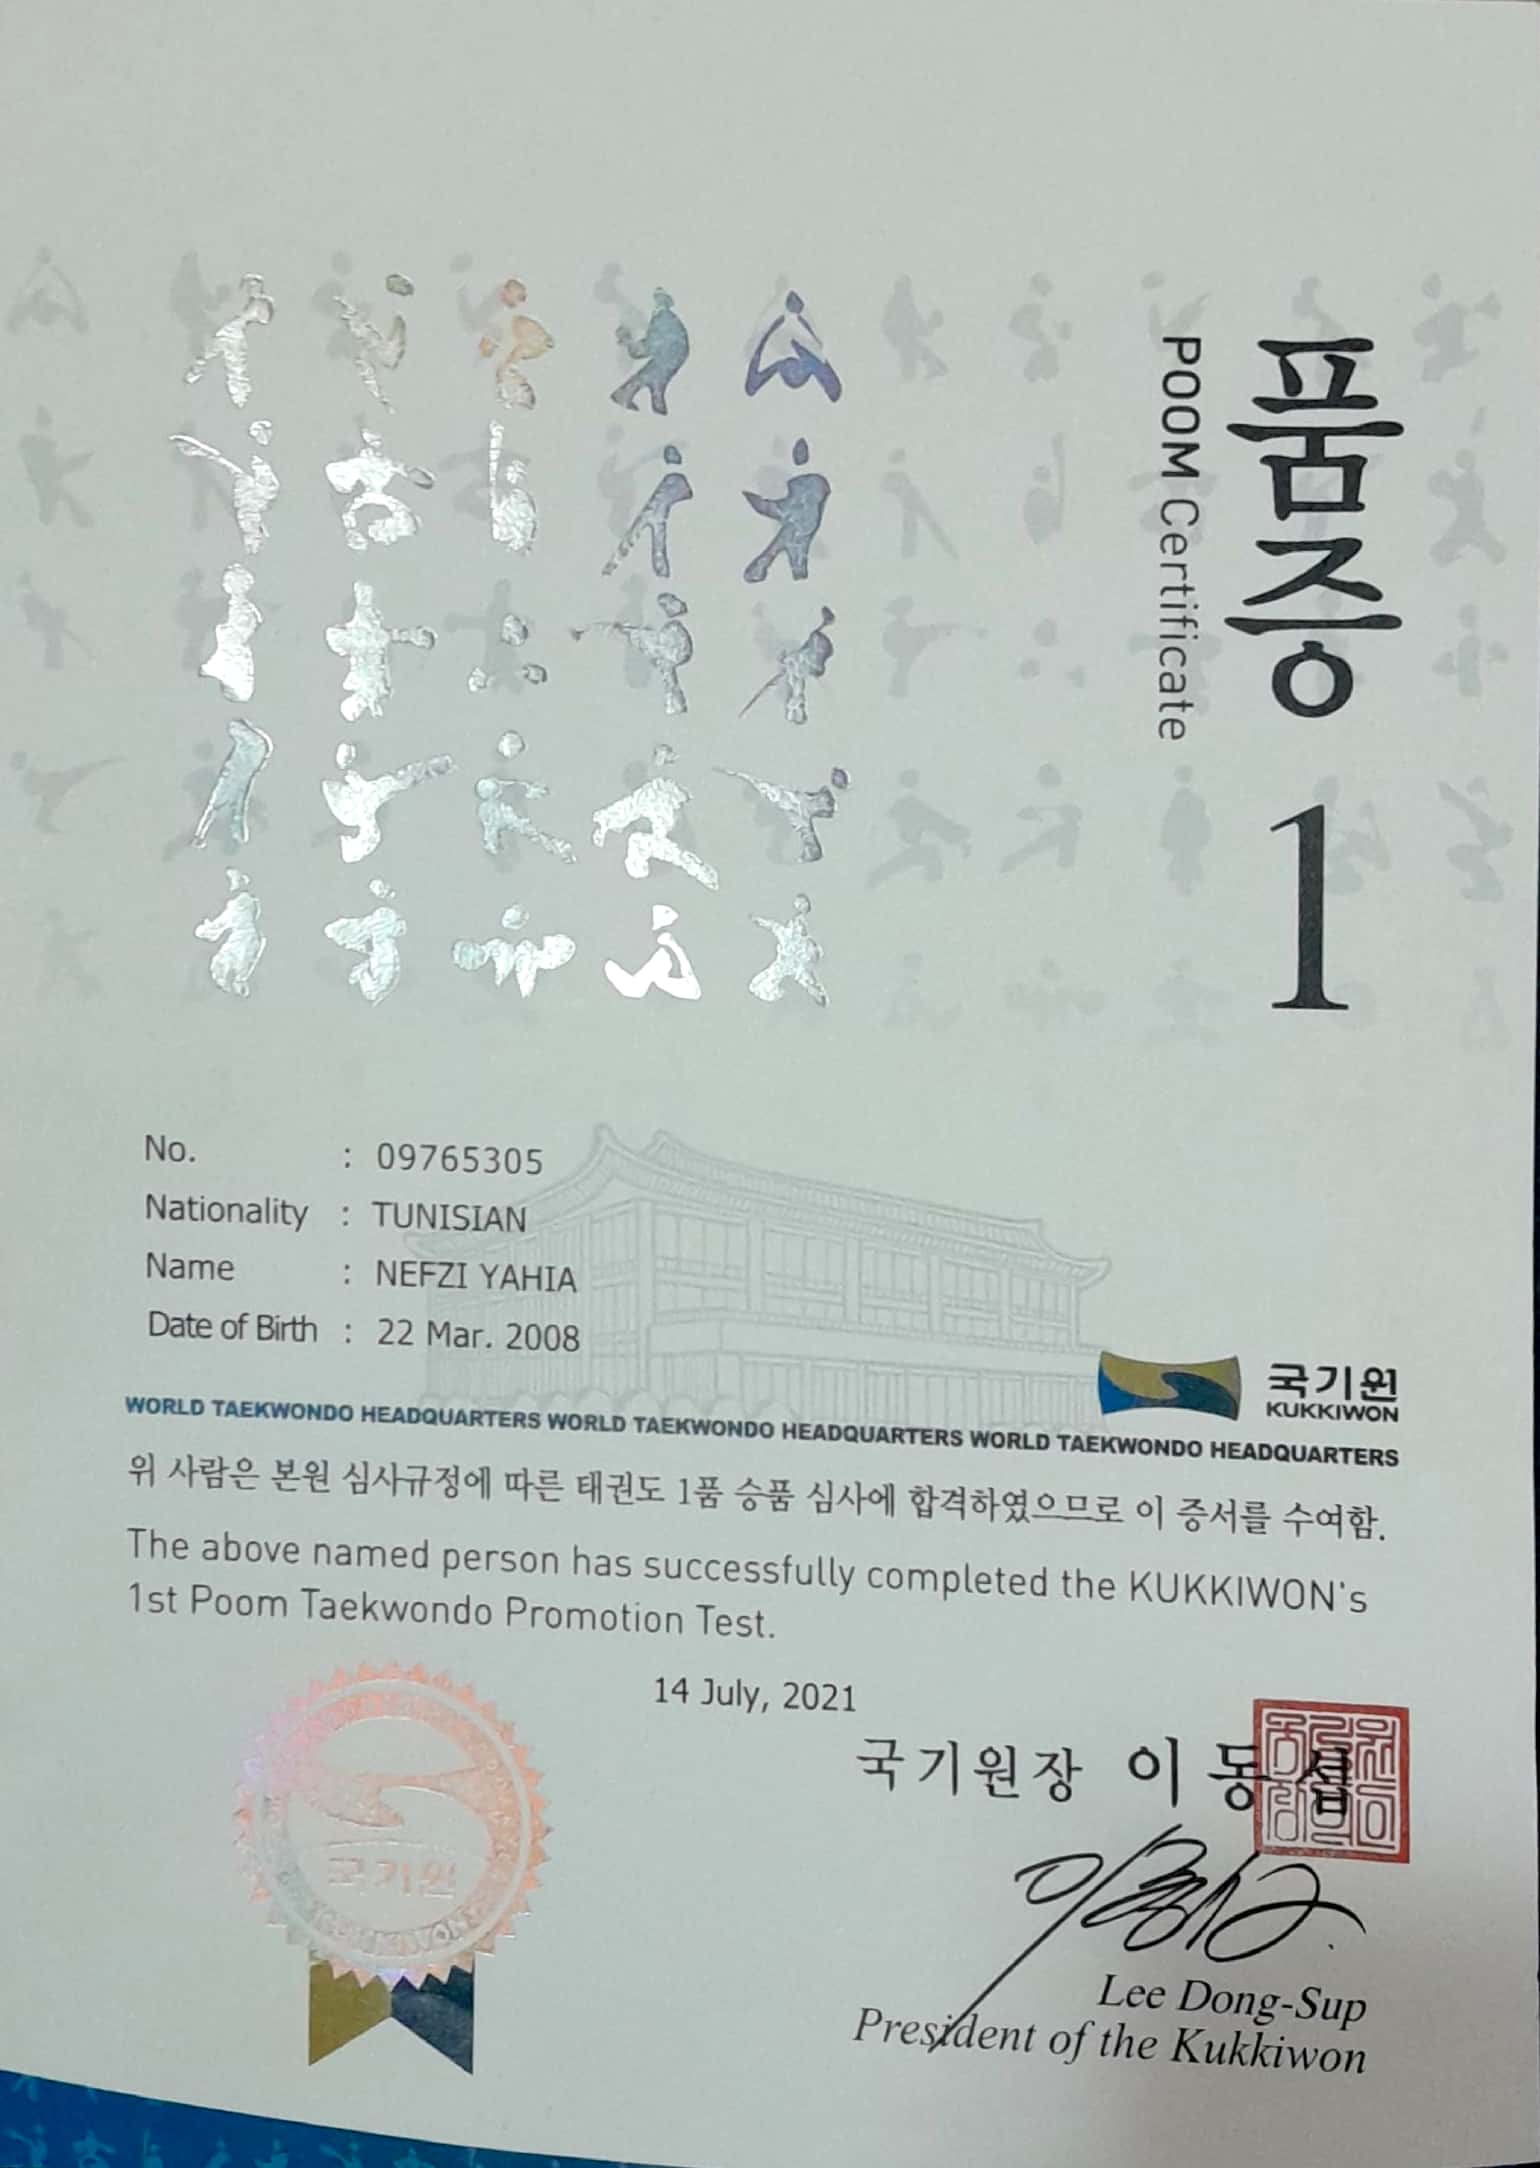 품증 1
POOM Certificate
No. : 09765305
Nationality : TUNISIAN
Name : NEFZI YAHIA
Date of Birth : 22 Mar. 2008
국기원
KUKKIWON
WORLD TAEKWONDO HEADQUARTERS WORLD TAEKWONDO HEADQUARTERS WORLD TAEKWONDO HEADQUARTERS
위 사람은 본원 심사규정에 따른 태권도 1품 승품 심사에 합격하였으므로 이 증서를 수여함.
The above named person has successfully completed the KUKKIWON's
1st Poom Taekwondo Promotion Test.
14 July, 2021
국기원장 이동섭
국기원
KUKKIWON
Lee Dong-Sup
President of the Kukkiwon